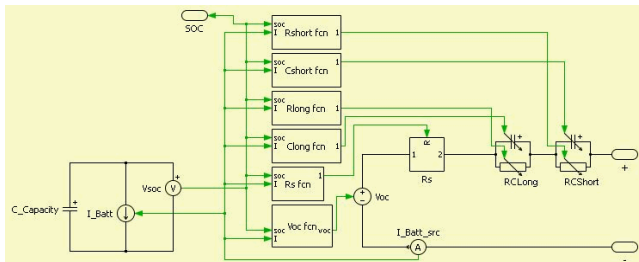 SOC
soc
I Rshort fcn 1
soc
I Cshort fcn 1
soc
I Rlong fcn 1
soc
I Clong fcn 1
soc
I Rs fcn 1
soc Voc fcn voc
I
C_Capacity
+
I_Batt
Vsoc
V
+
Voc
+
-
R
1 2
Rs
I_Batt_src
A
+
RCLong
+
RCShort
+
-